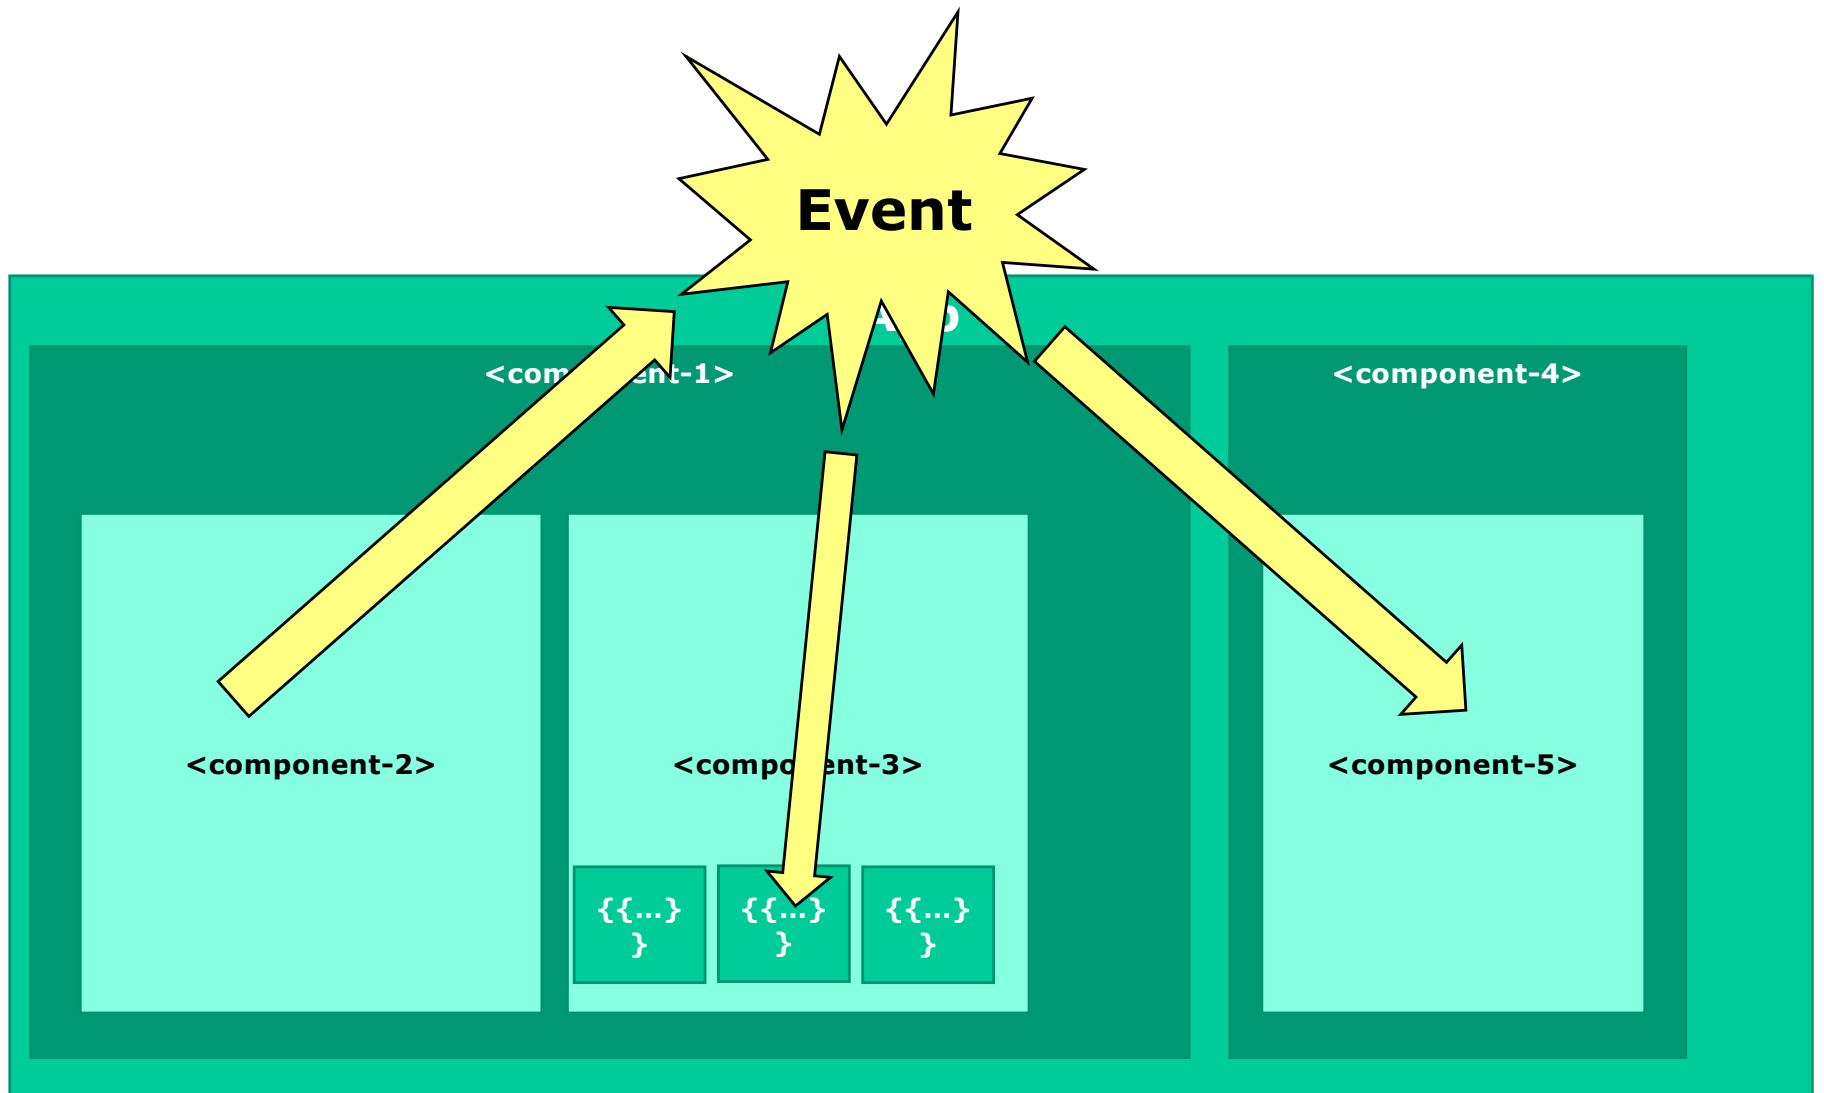 Event
<component-4>
<component-2>
<component-5>
{{...}
}
{{...}
}
{{...}
}